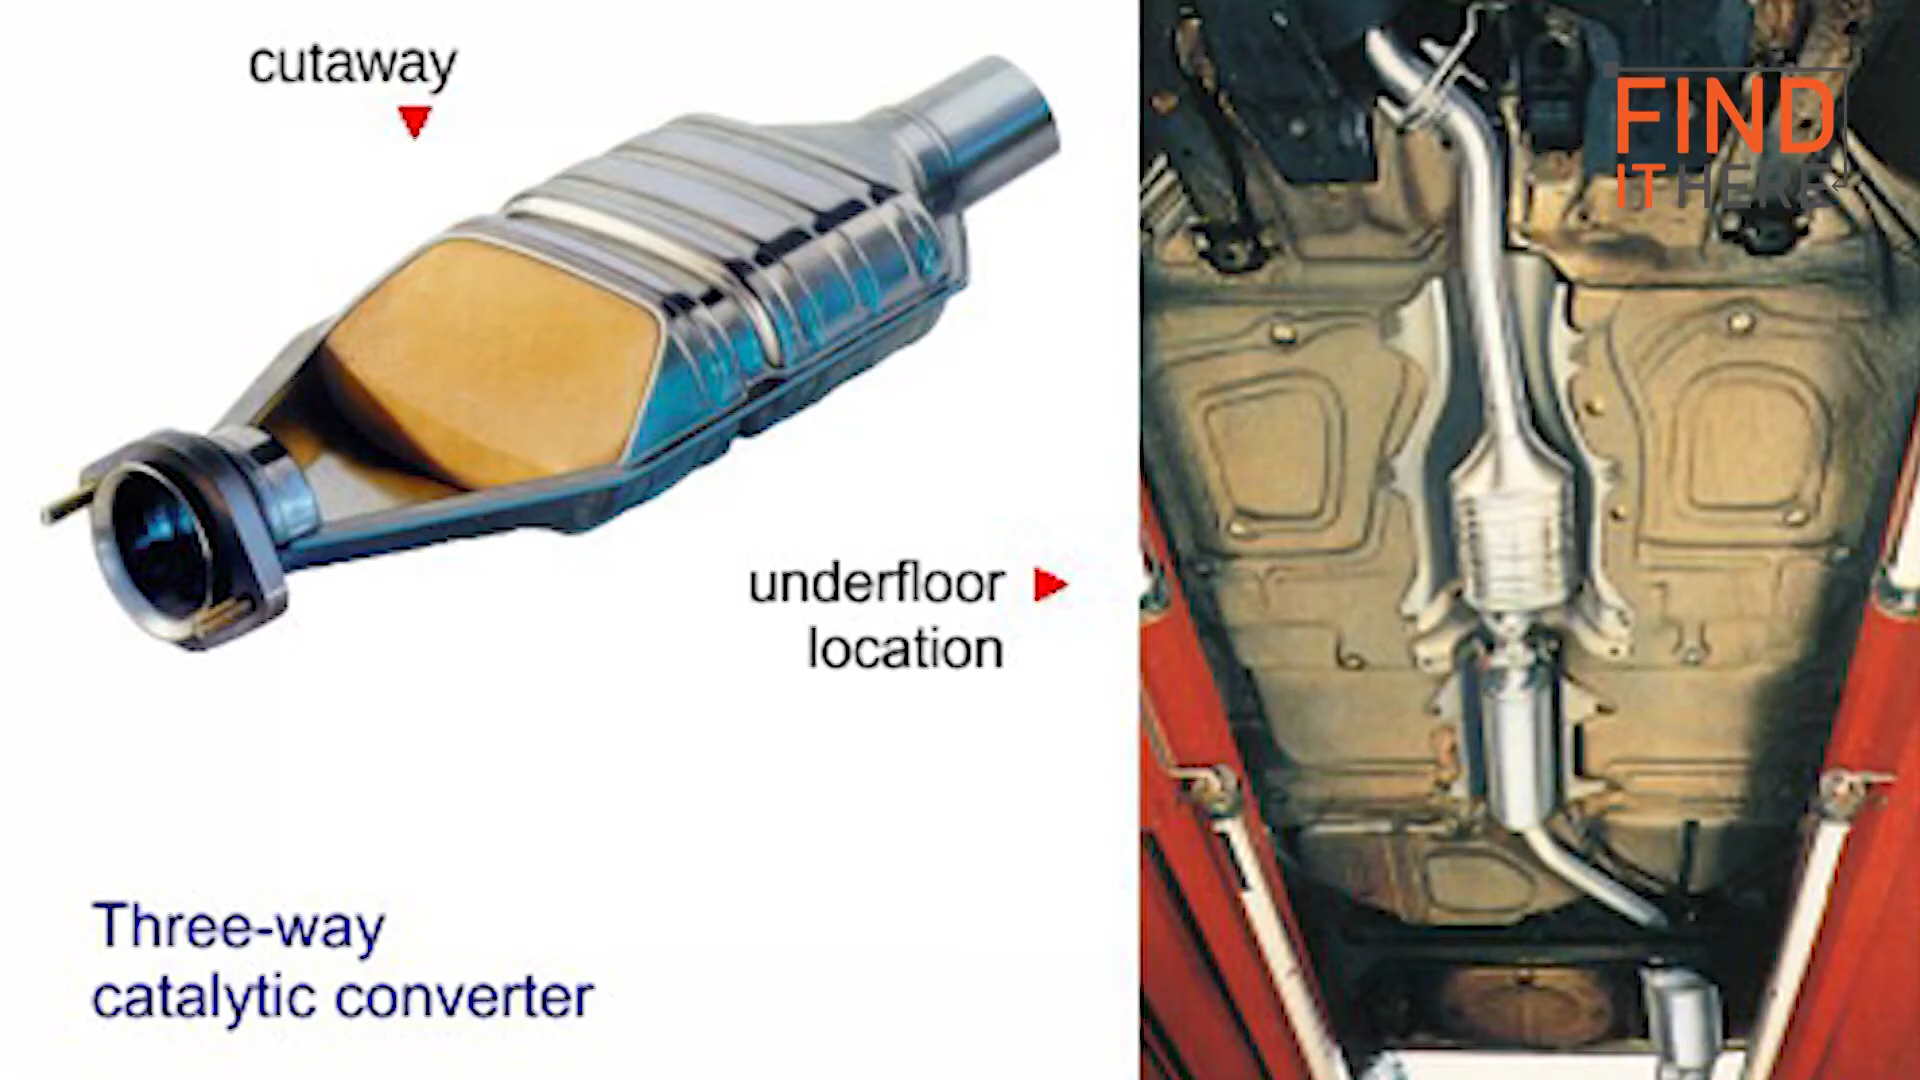 cutaway
FIND
IT HERE
underfloor
location
Three-way
catalytic converter